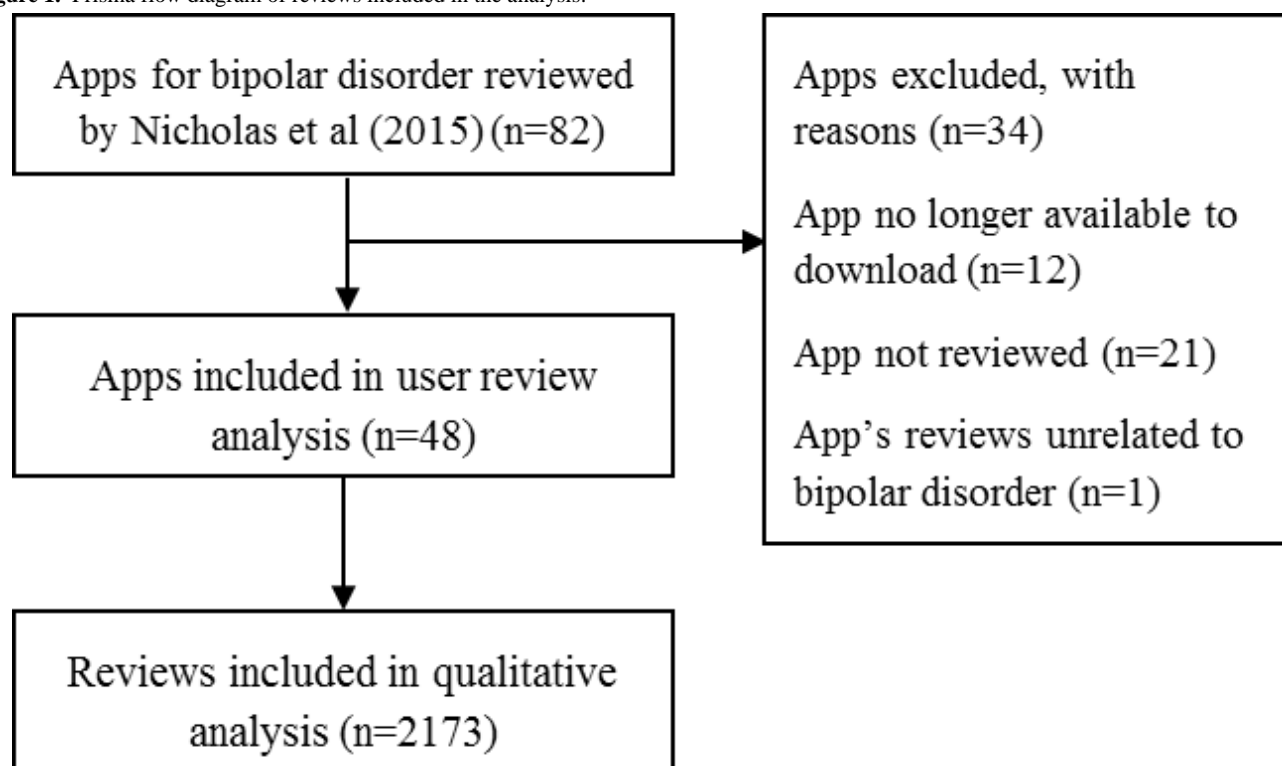 Prisma flow diagram of reviews included in the analysis.
Apps for bipolar disorder reviewed
by Nicholas et al (2015) (n=82)
Apps excluded, with
reasons (n=34)
App no longer available to
download (n=12)
App not reviewed (n=21)
App's reviews unrelated to
bipolar disorder (n=1)
Apps included in user review
analysis (n=48)
Reviews included in qualitative
analysis (n=2173)